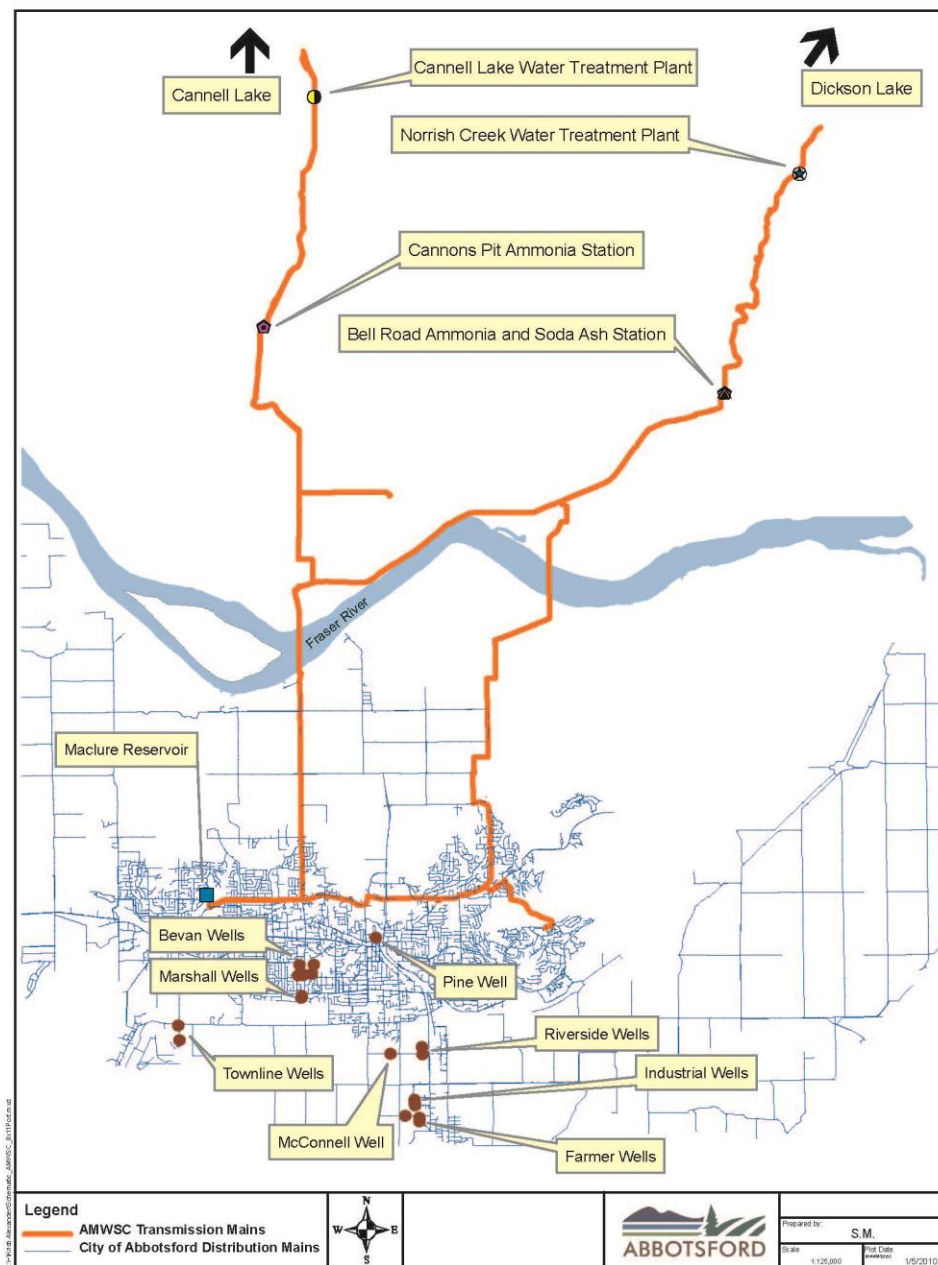 Cannell Lake
Cannell Lake Water Treatment Plant
Dickson Lake
Norrish Creek Water Treatment Plant
Cannons Pit Ammonia Station
Bell Road Ammonia and Soda Ash Station
Fraser River
Maclure Reservoir
Bevan Wells
Marshall Wells
Pine Well
Townline Wells
Riverside Wells
Industrial Wells
McConnell Well
Farmer Wells
Legend
AMWSC Transmission Mains
City of Abbotsford Distribution Mains
N
W E
S
ABBOTSFORD
Prepared by:
S.M.
Scale
1:125,000
Plot Date
1/5/2010